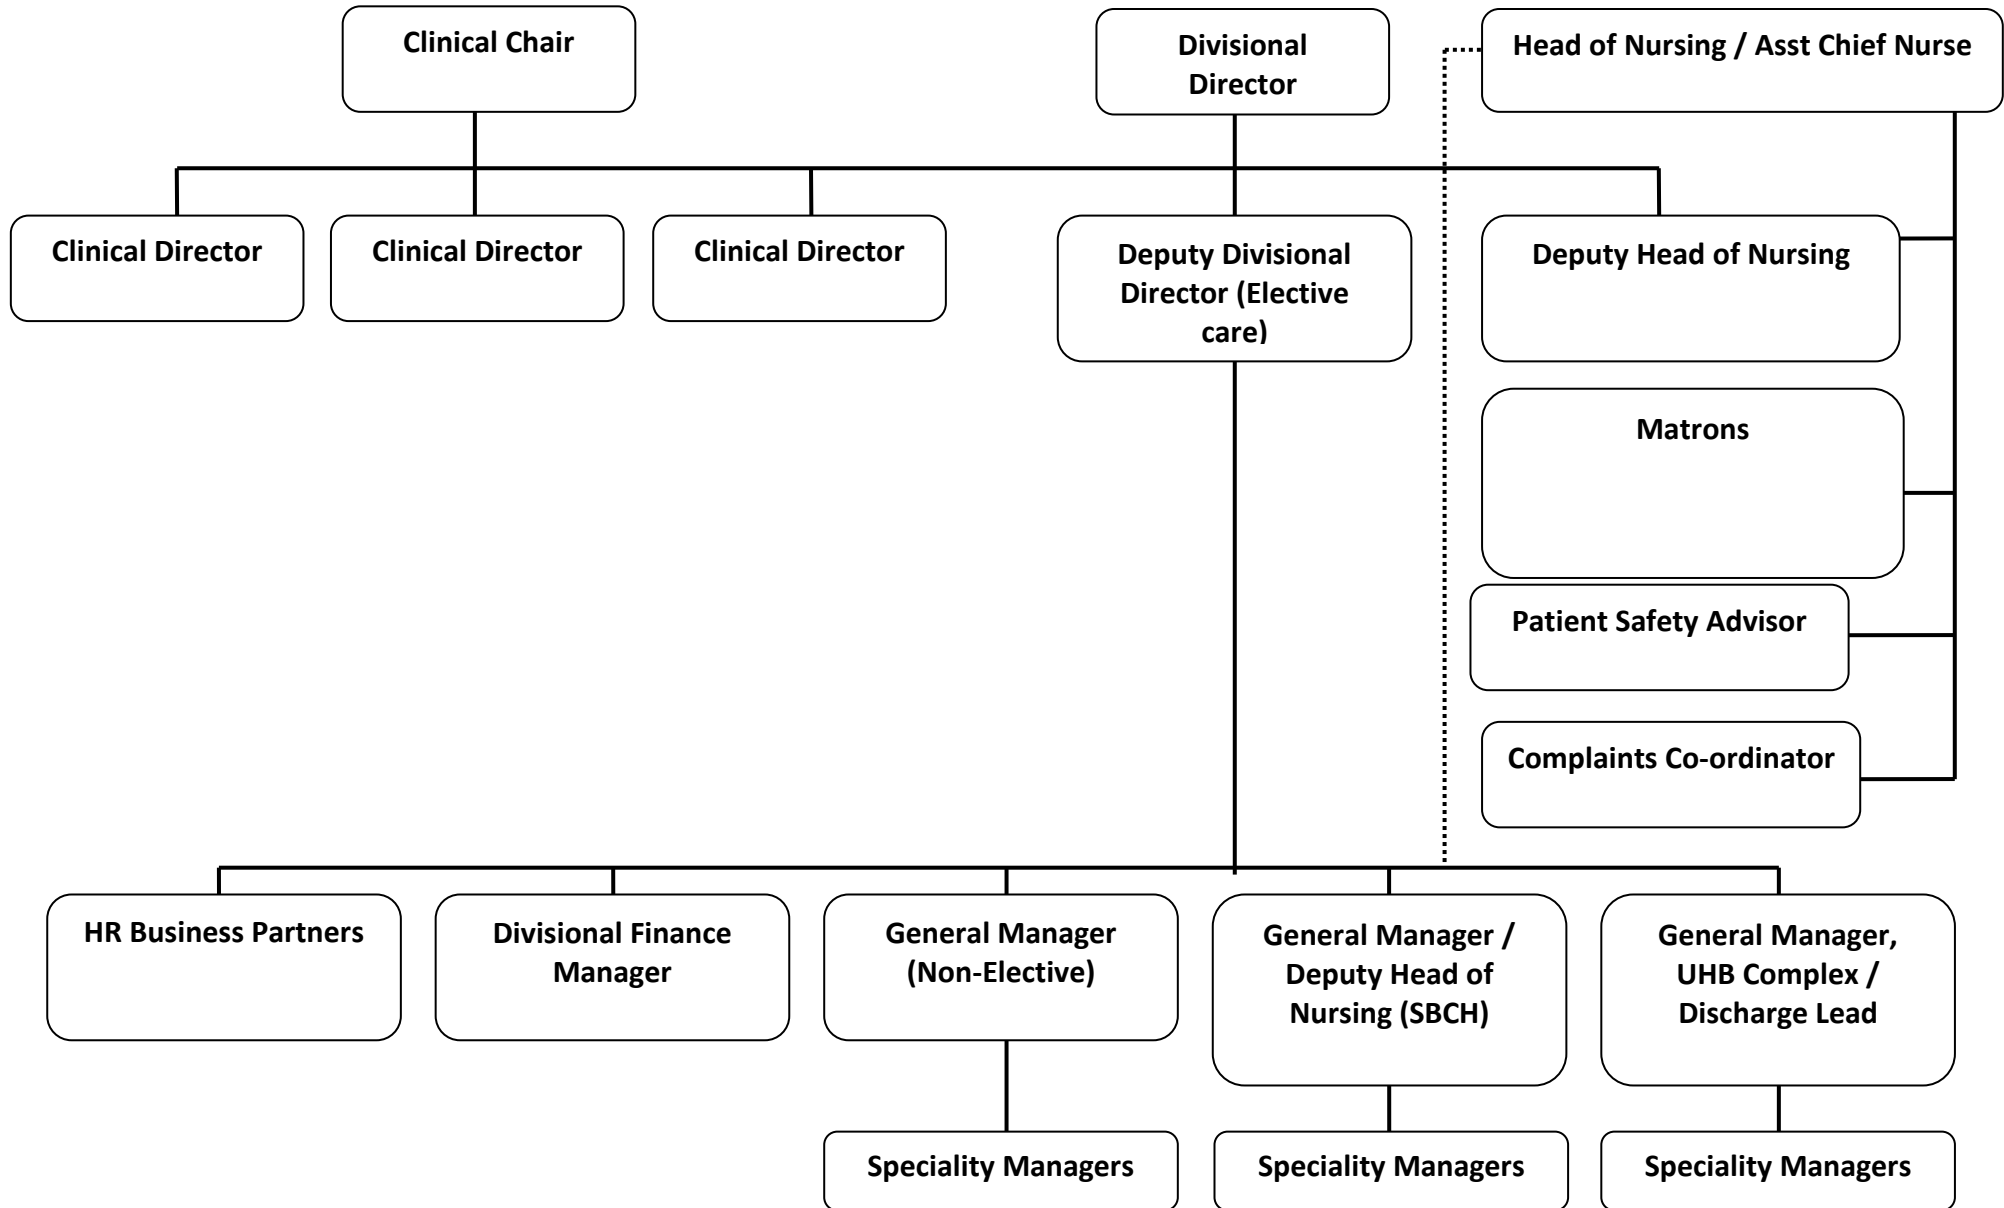 Clinical Chair
Divisional
Director
Head of Nursing / Asst Chief Nurse
Clinical Director
Clinical Director
Clinical Director
Deputy Divisional
Director (Elective
care)
Deputy Head of Nursing
Matrons
Patient Safety Advisor
Complaints Co-ordinator
HR Business Partners
Divisional Finance
Manager
General Manager
(Non-Elective)
General Manager /
Deputy Head of
Nursing (SBCH)
General Manager,
UHB Complex /
Discharge Lead
Speciality Managers
Speciality Managers
Speciality Managers